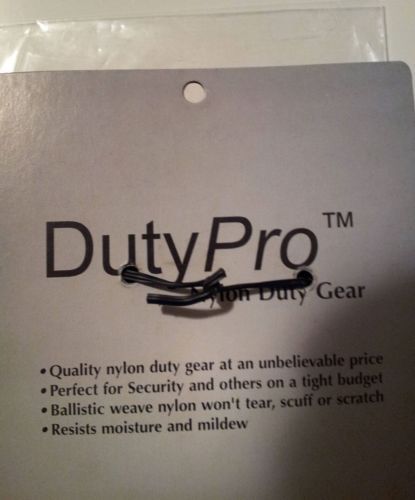 DutyPro™
Nylon Duty Gear
• Quality nylon duty gear at an unbelievable price
• Perfect for Security and others on a tight budget
• Ballistic weave nylon won't tear, scuff or scratch
• Resists moisture and mildew